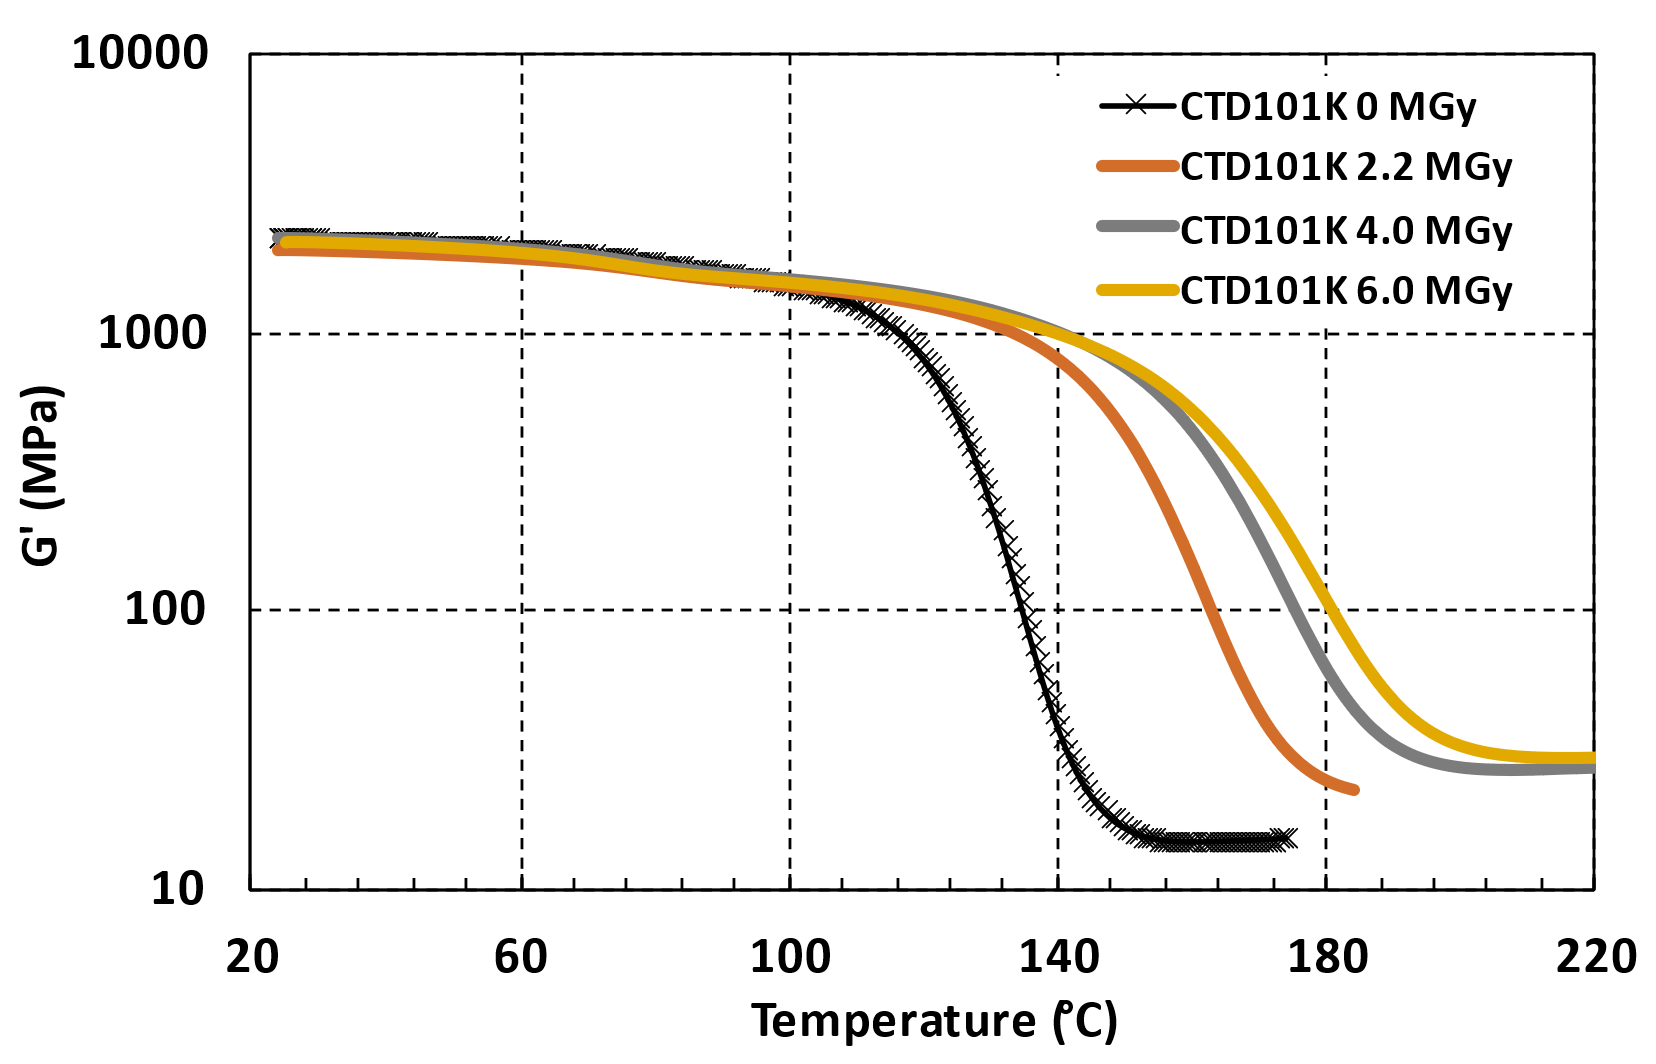 10000
1000
100
10
G' (MPa)
CTD101K 0 MGy
CTD101K 2.2 MGy
CTD101K 4.0 MGy
CTD101K 6.0 MGy
20 60 100 140 180 220
Temperature (°C)